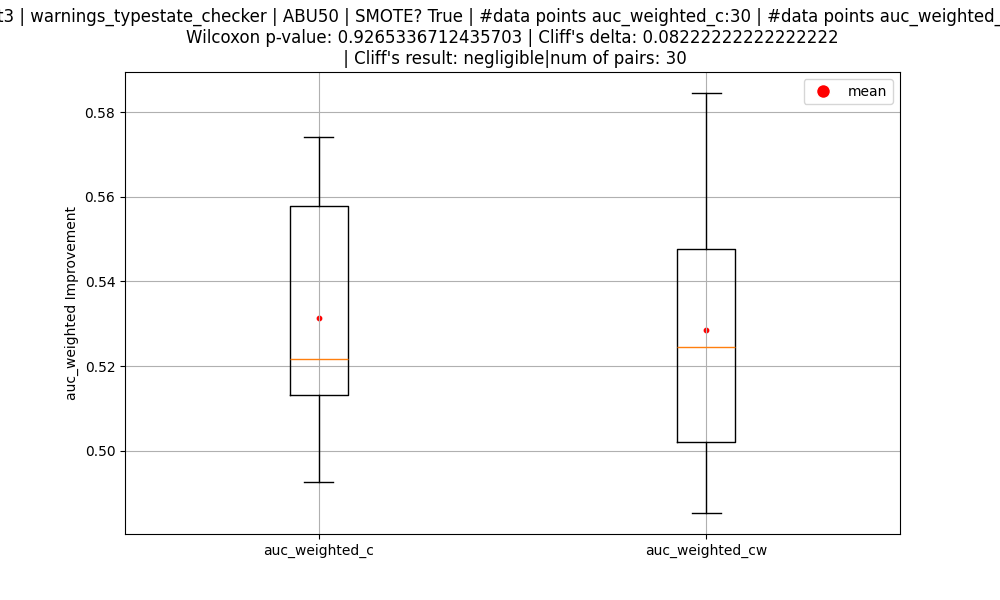 | warnings_typestate_checker | ABU50 | SMOTE? True | #data points auc_weighted_c:30 | #data points auc_weighted_
Wilcoxon p-value: 0.9265336712435703 | Cliff's delta: 0.08222222222222222
| Cliff's result: negligible|num of pairs: 30
mean
0.58
0.56
0.54
0.52
0.50
auc_weighted Improvement
auc_weighted_c
auc_weighted_cw